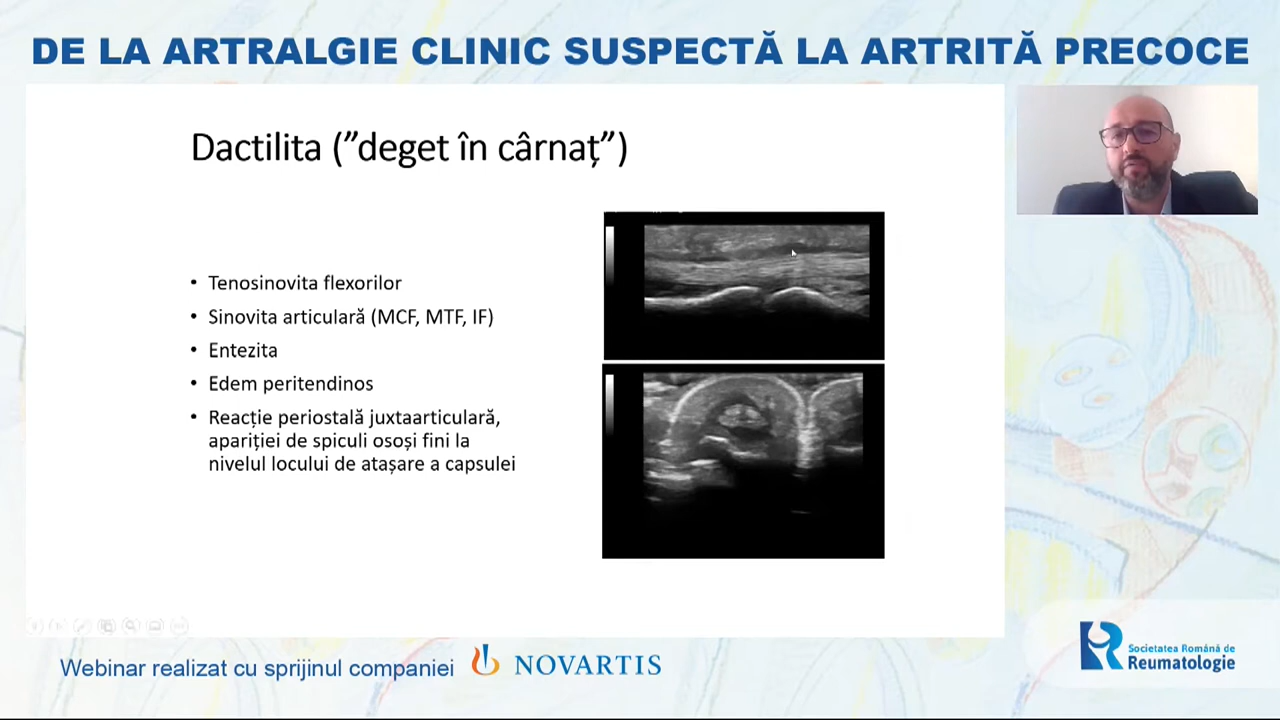 DE LA ARTRALGIE CLINIC SUSPECTĂ LA ARTRITĂ PRECOCE
Dactilita (”deget în cârnaț”)
• Tenosinovita flexorilor
• Sinovita articulară (MCF, MTF, IF)
• Entezita
• Edem peritendinos
• Reacție periostală juxtaarticulară,
apariției de spiculi osoși fini la
nivelul locului de atașare a capsulei
Webinar realizat cu sprijinul companiei
NOVARTIS
Societatea Română de
Reumatologie